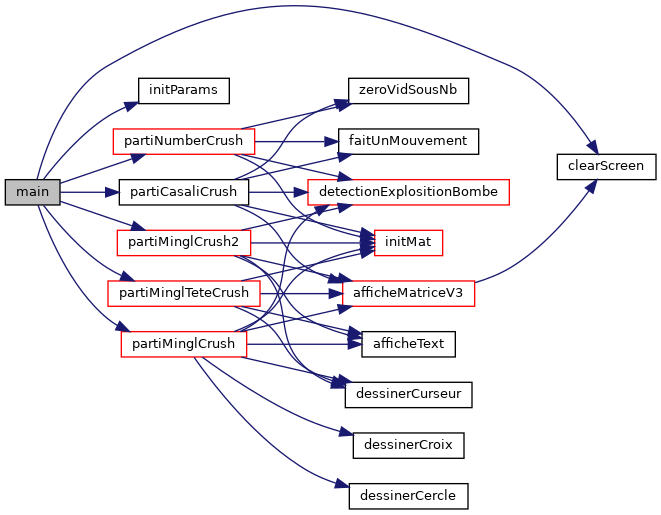 main
initParams
partiNumberCrush
partiCasaliCrush
partiMinglCrush2
partiMinglTeteCrush
partiMinglCrush
zeroVidSousNb
faitUnMouvement
detectionExplositionBombe
initMat
afficheMatriceV3
afficheText
dessinerCurseur
dessinerCroix
dessinerCercle
clearScreen